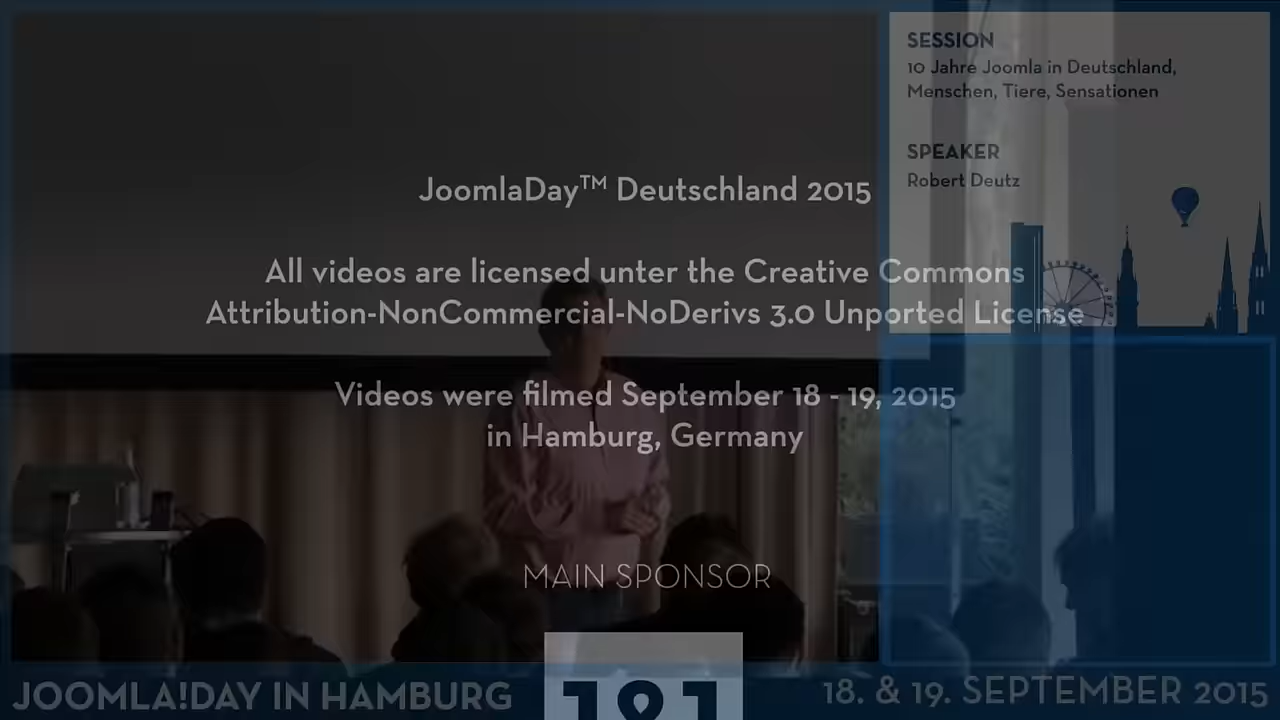 SESSION
10 Jahre Joomla in Deutschland,
Menschen, Tiere, Sensationen
SPEAKER
Robert Deutz
JoomlaDay™ Deutschland 2015
All videos are licensed unter the Creative Commons
Attribution-NonCommercial-NoDerivs 3.0 Unported License
Videos were filmed September 18 - 19, 2015
in Hamburg, Germany
MAIN SPONSOR
1&1
JOOMLA!DAY IN HAMBURG
18. & 19. SEPTEMBER 2015